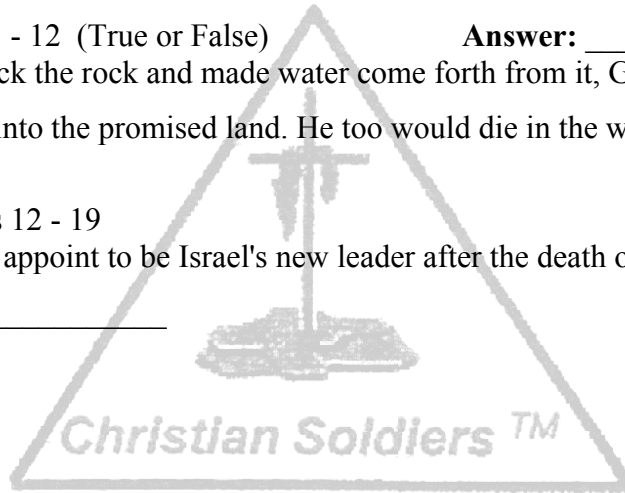 - 12 (True or False) Answer: ___
ck the rock and made water come forth from it, G
into the promised land. He too would die in the w
s 12 - 19
appoint to be Israel's new leader after the death o
___________
Christian Soldiers TM